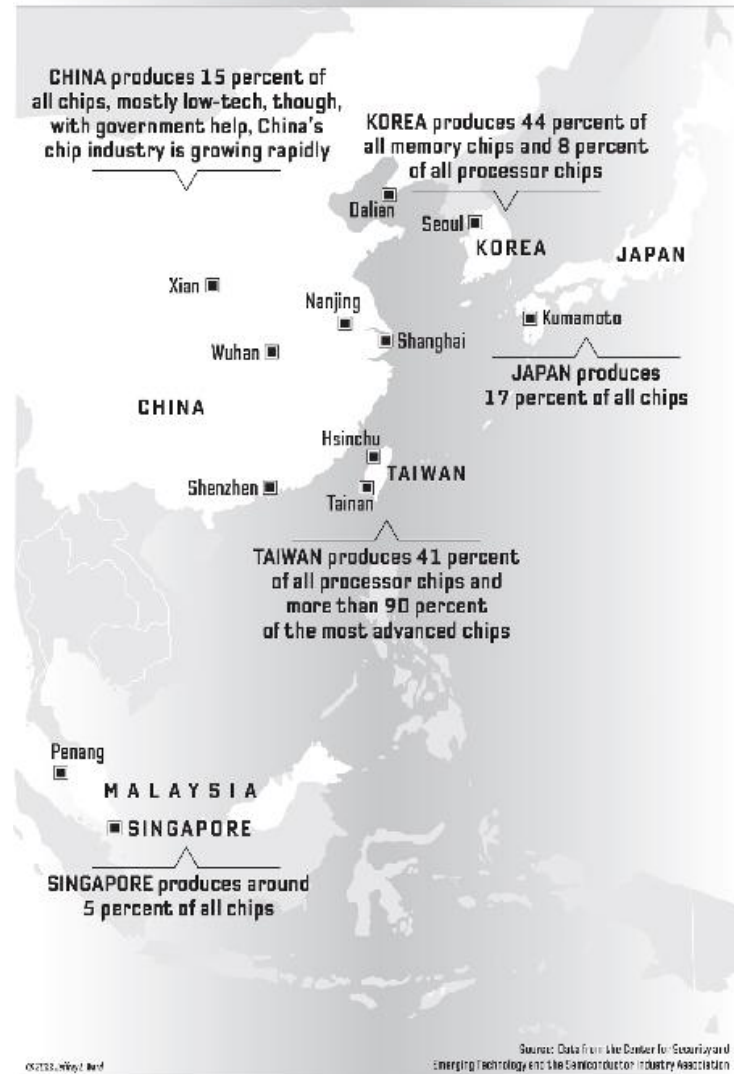 CHINA produces 15 percent of
all chips, mostly low-tech, though,
with government help, China's
chip industry is growing rapidly
KOREA produces 44 percent of
all memory chips and 8 percent
of all processor chips
Dalian
Seoul
KOREA
JAPAN
Xian
Nanjing
Kumamoto
Shanghai
Wuhan
JAPAN produces
17 percent of all chips
CHINA
Hsinchu
TAIWAN
Shenzhen
Tainan
TAIWAN produces 41 percent
of all processor chips and
more than 90 percent
of the most advanced chips
Penang
MALAYSIA
SINGAPORE
SINGAPORE produces around
5 percent of all chips
Source: Data from the Center for Security and
Emerging Technology and the Semiconductor Industry Association
Jeffrey L. Ward